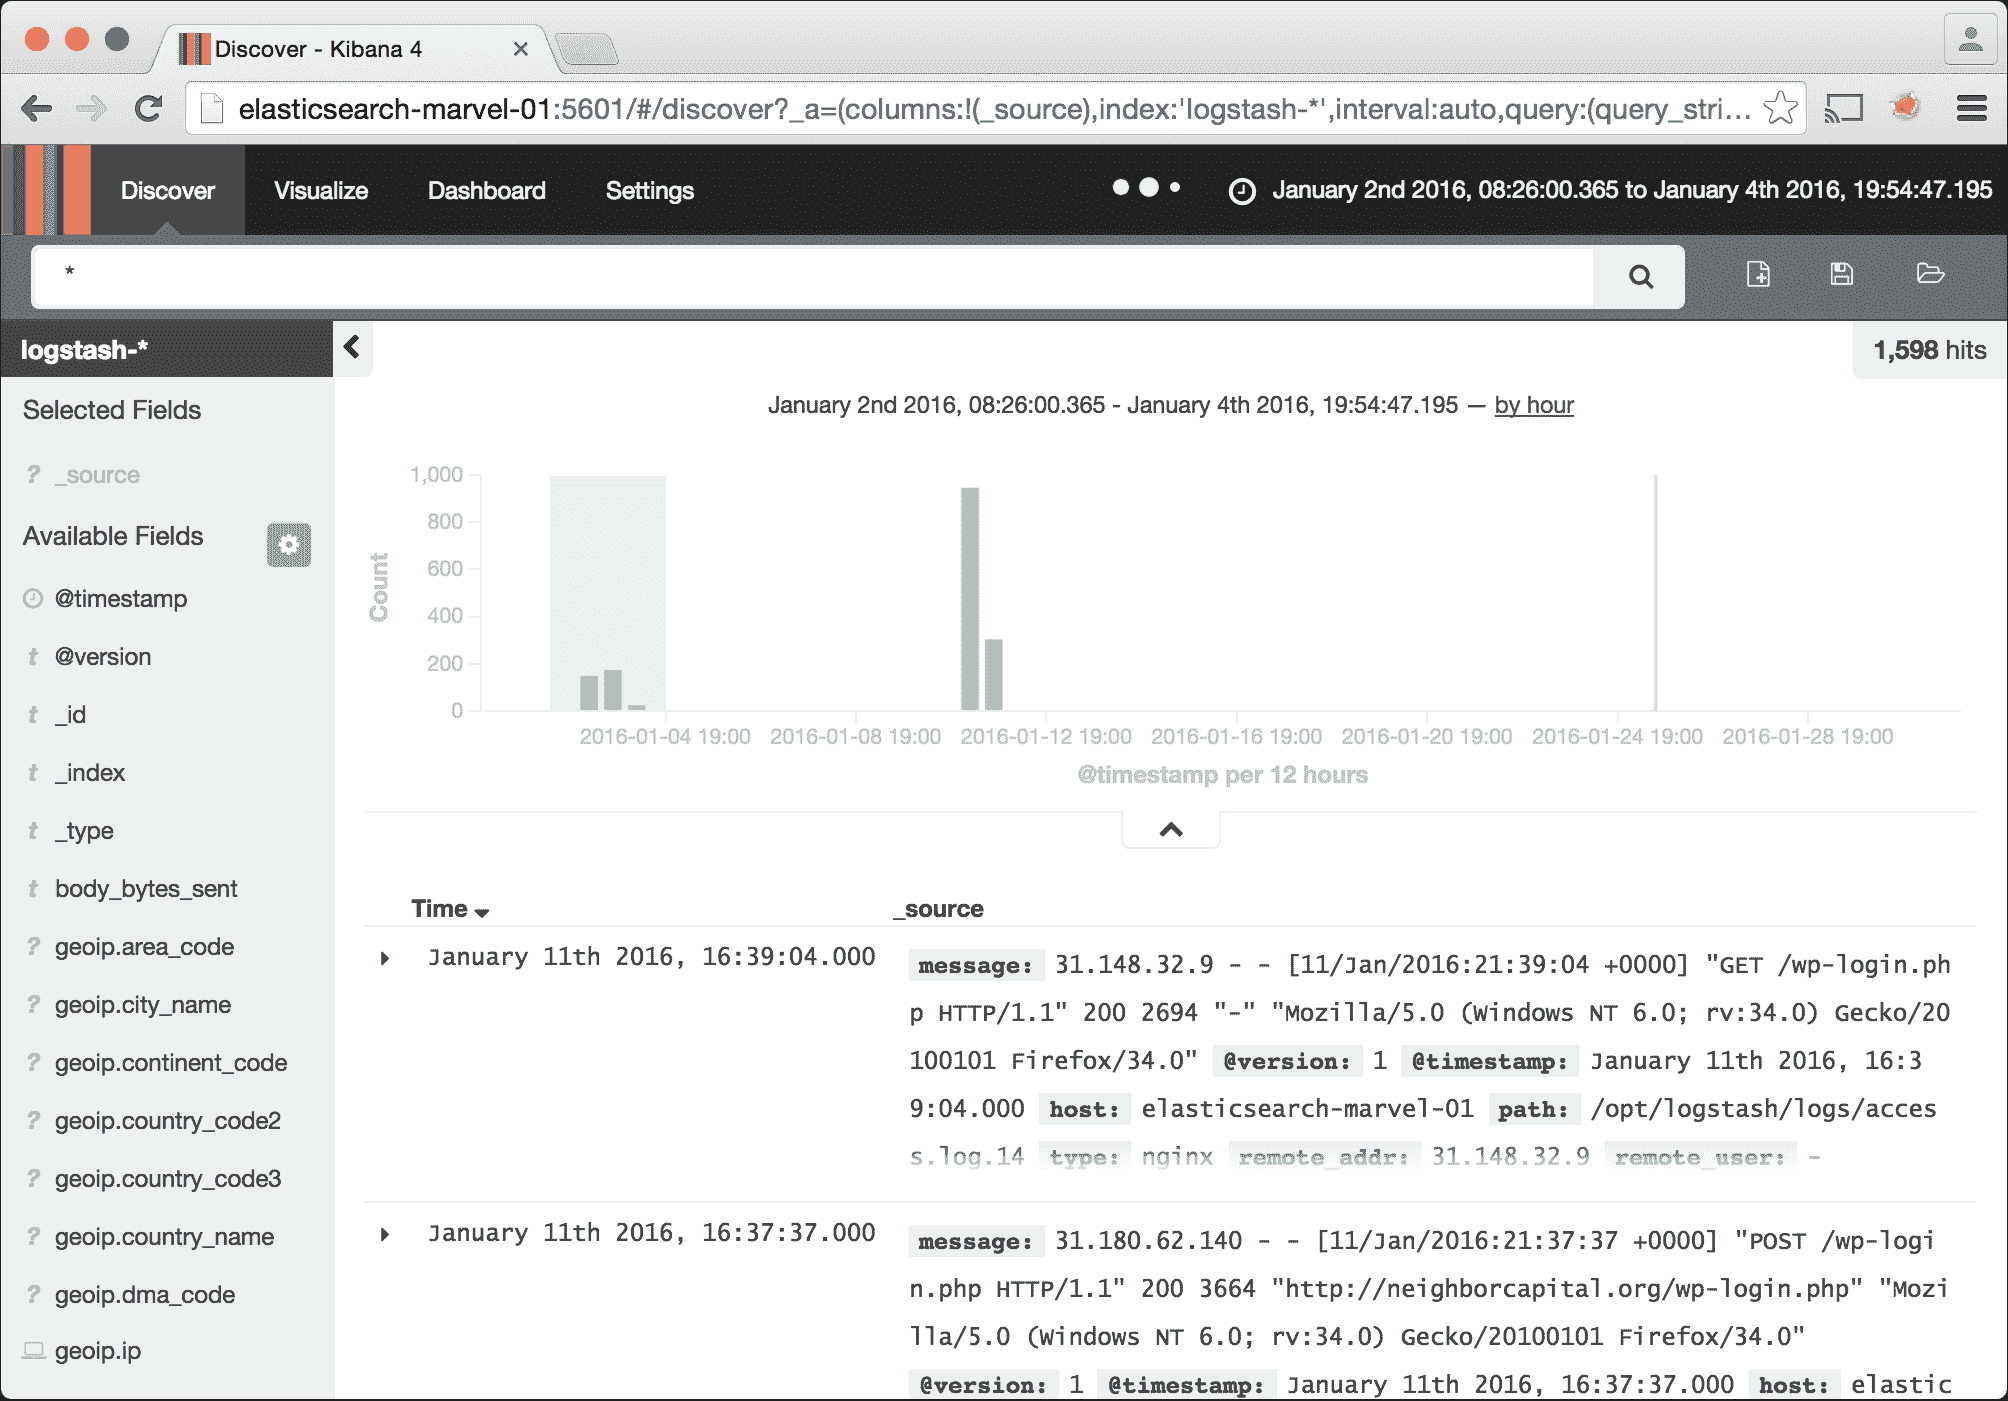 Discover - Kibana 4
elasticsearch-marvel-01:5601/#/discover?_a=(columns:!(_source),index:'logstash-*',interval:auto,query:(query_stri...
Discover Visualize Dashboard Settings January 2nd 2016, 08:26:00.365 to January 4th 2016, 19:54:47.195
*
logstash-*
1,598 hits
Selected Fields
? _source
Available Fields
@timestamp
t @version
t _id
t _index
t _type
t body_bytes_sent
? geoip.area_code
? geoip.city_name
? geoip.continent_code
? geoip.country_code2
? geoip.country_code3
? geoip.country_name
? geoip.dma_code
geoip.ip
January 2nd 2016, 08:26:00.365 - January 4th 2016, 19:54:47.195 — by hour
Count
1,000
800
600
400
200
0
2016-01-04 19:00 2016-01-08 19:00 2016-01-12 19:00 2016-01-16 19:00 2016-01-20 19:00 2016-01-24 19:00 2016-01-28 19:00
@timestamp per 12 hours
Time _source
January 11th 2016, 16:39:04.000 message: 31.148.32.9 - - [11/Jan/2016:21:39:04 +0000] "GET /wp-login.ph
p HTTP/1.1" 200 2694 "-" "Mozilla/5.0 (Windows NT 6.0; rv:34.0) Gecko/20
100101 Firefox/34.0" @version: 1 @timestamp: January 11th 2016, 16:3
9:04.000 host: elasticsearch-marvel-01 path: /opt/logstash/logs/acces
s.log.14 type: nginx remote_addr: 31.148.32.9 remote_user: -
January 11th 2016, 16:37:37.000 message: 31.180.62.140 - - [11/Jan/2016:21:37:37 +0000] "POST /wp-logi
n.php HTTP/1.1" 200 3664 "http://neighborcapital.org/wp-login.php" "Mozi
lla/5.0 (Windows NT 6.0; rv:34.0) Gecko/20100101 Firefox/34.0"
@version: 1 @timestamp: January 11th 2016, 16:37:37.000 host: elastic